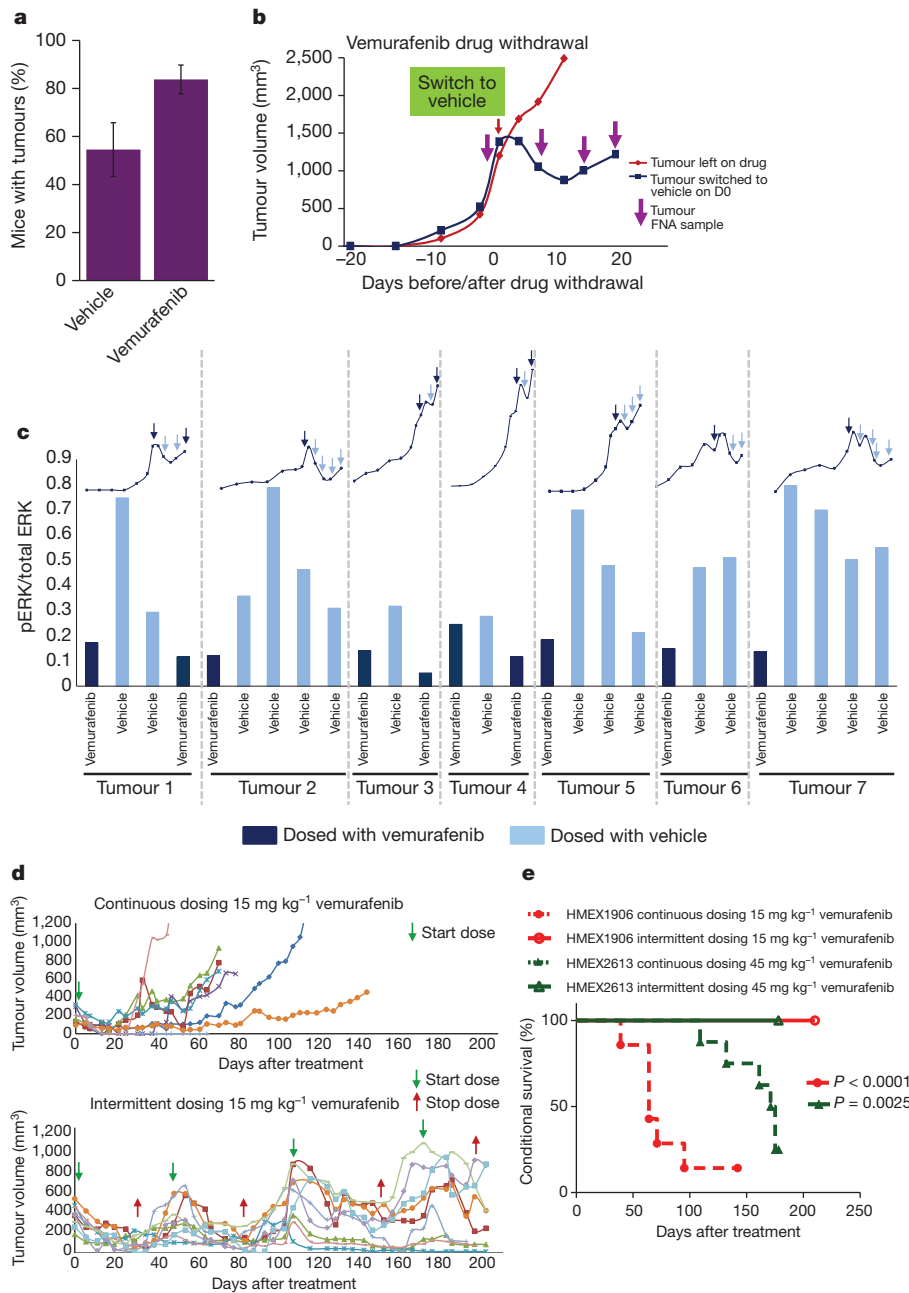 a
Mice with tumours (%)
100
80
60
40
20
0
Vehicle
Vemurafenib
b
Vemurafenib drug withdrawal
Tumour volume (mm³)
2,500
2,000
1,500
1,000
500
0
Switch to
vehicle
Tumour left on drug
Tumour switched to
vehicle on D0
Tumour
FNA sample
−20 −10 0 10 20
Days before/after drug withdrawal
c
pERK/total ERK
0.9
0.8
0.7
0.6
0.5
0.4
0.3
0.2
0.1
0
Vemurafenib Vehicle Vehicle Vemurafenib Vemurafenib Vehicle Vehicle Vehicle Vehicle Vemurafenib Vehicle Vemurafenib Vemurafenib Vehicle Vemurafenib Vemurafenib Vehicle Vehicle Vehicle Vemurafenib Vehicle Vehicle Vemurafenib Vehicle Vehicle Vehicle Vehicle
Tumour 1 Tumour 2 Tumour 3 Tumour 4 Tumour 5 Tumour 6 Tumour 7
Dosed with vemurafenib Dosed with vehicle
d
Continuous dosing 15 mg kg⁻¹ vemurafenib
Tumour volume (mm³)
1,200
1,000
800
600
400
200
0
Start dose
0 20 40 60 80 100 120 140 160 180 200
Days after treatment
Start dose
Stop dose
Intermittent dosing 15 mg kg⁻¹ vemurafenib
Tumour volume (mm³)
1,200
1,000
800
600
400
200
0
0 20 40 60 80 100 120 140 160 180 200
Days after treatment
e
HMEX1906 continuous dosing 15 mg kg⁻¹ vemurafenib
HMEX1906 intermittent dosing 15 mg kg⁻¹ vemurafenib
HMEX2613 continuous dosing 45 mg kg⁻¹ vemurafenib
HMEX2613 intermittent dosing 45 mg kg⁻¹ vemurafenib
Conditional survival (%)
100
50
0
P < 0.0001
P = 0.0025
0 50 100 150 200 250
Days after treatment